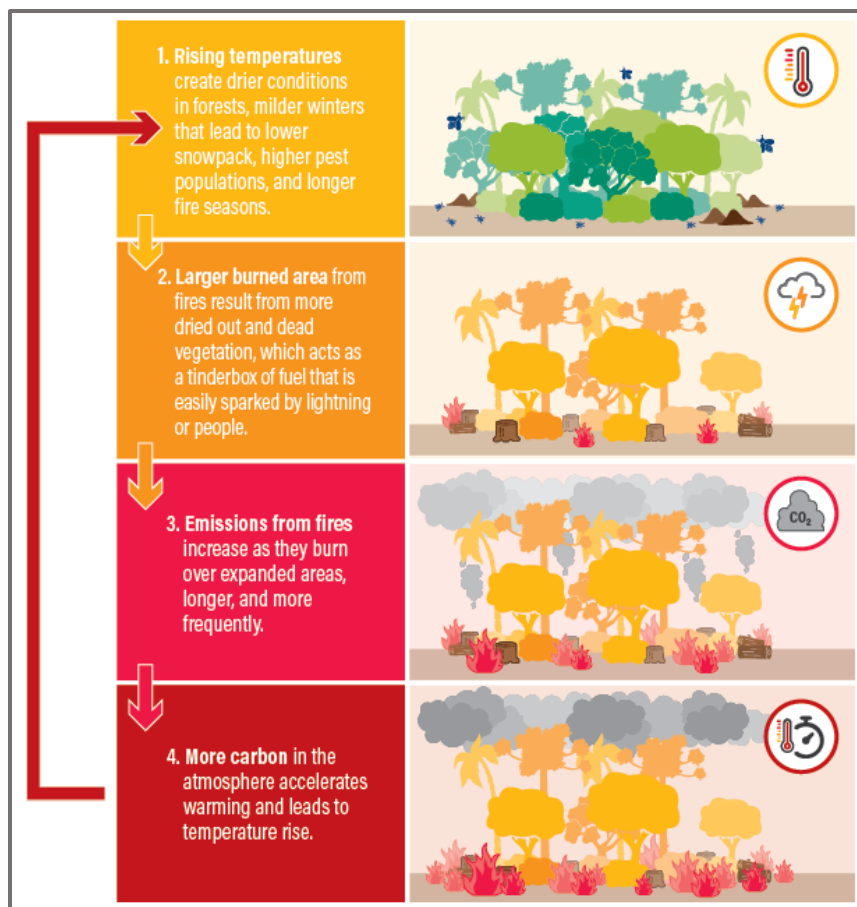 1. Rising temperatures
create drier conditions
in forests, milder winters
that lead to lower
snowpack, higher pest
populations, and longer
fire seasons.
2. Larger burned area from
fires result from more
dried out and dead
vegetation, which acts as
a tinderbox of fuel that is
easily sparked by lightning
or people.
3. Emissions from fires
increase as they burn
over expanded areas,
longer, and more
frequently.
CO₂
4. More carbon in the
atmosphere accelerates
warming and leads to
temperature rise.